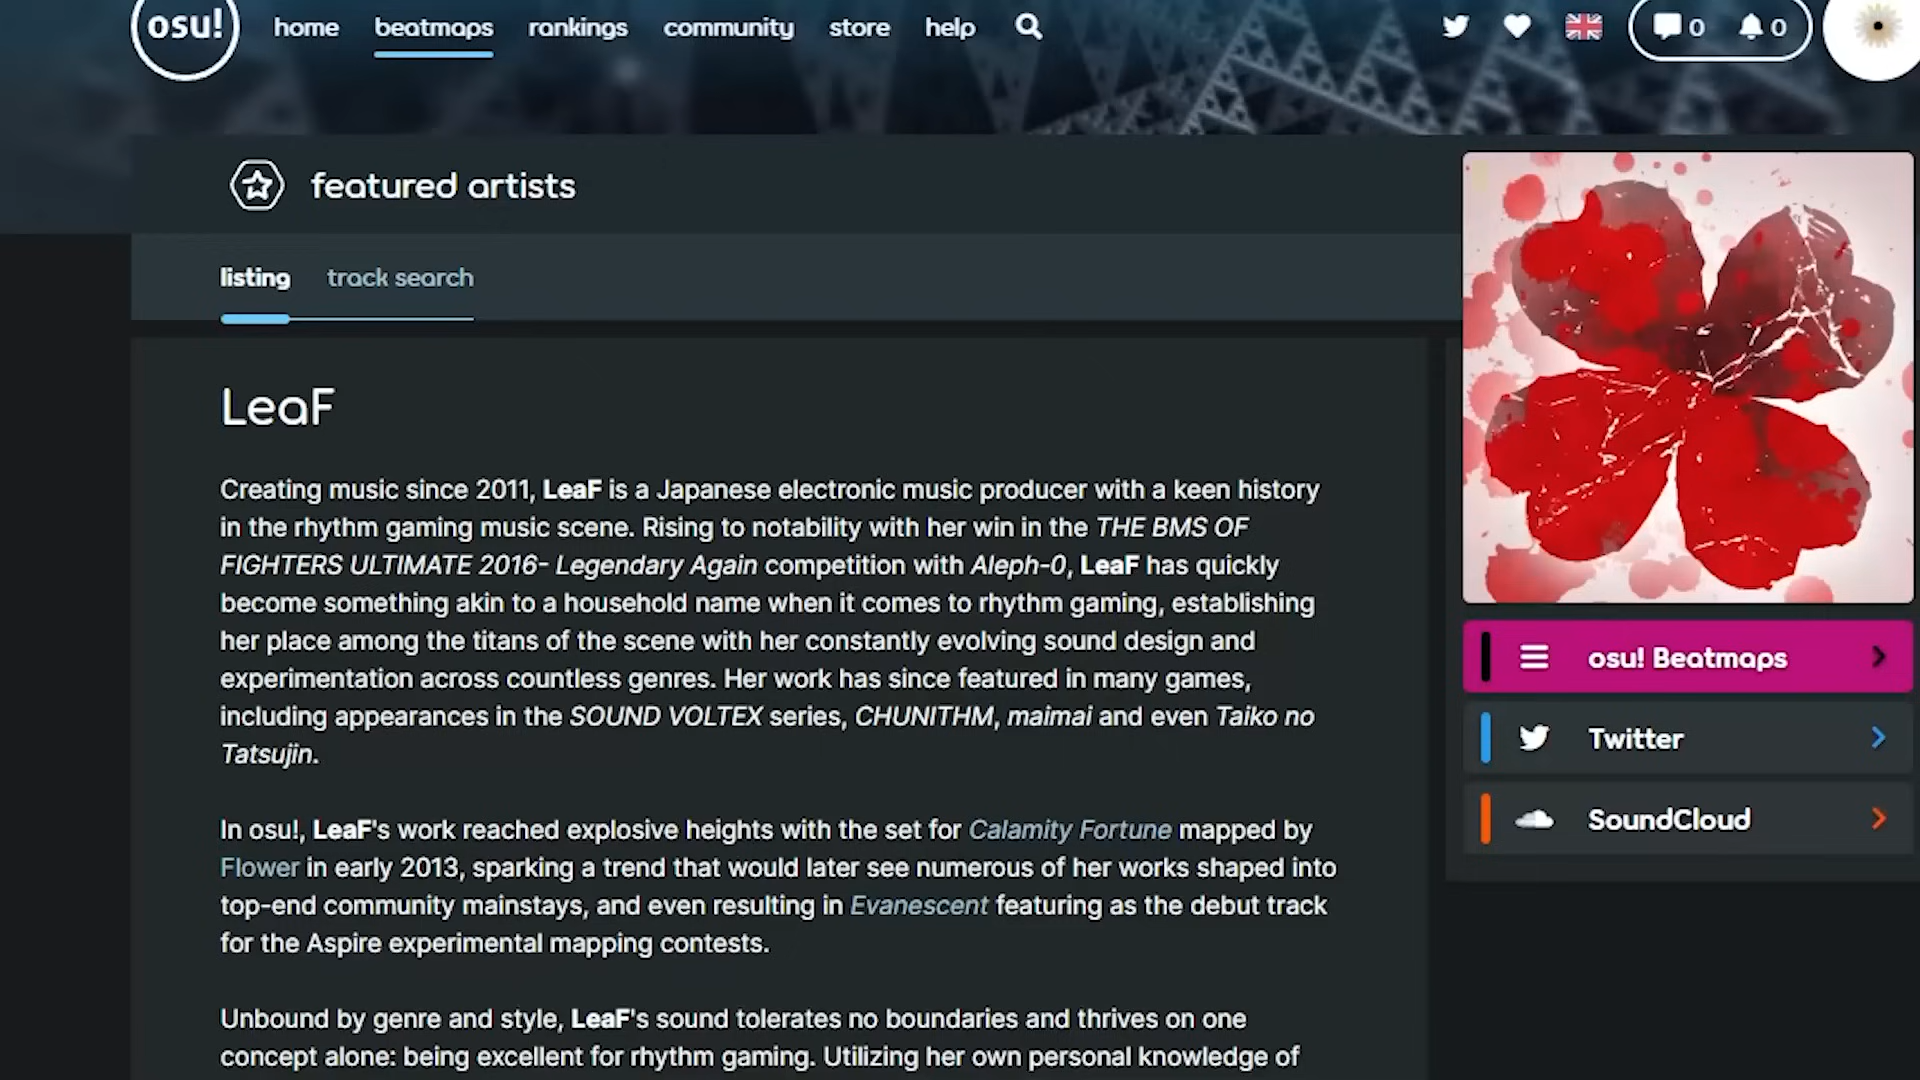 osu! home beatmaps rankings community store help 0 0
featured artists
listing track search
LeaF
Creating music since 2011, LeaF is a Japanese electronic music producer with a keen history
in the rhythm gaming music scene. Rising to notability with her win in the THE BMS OF
FIGHTERS ULTIMATE 2016- Legendary Again competition with Aleph-0, LeaF has quickly
become something akin to a household name when it comes to rhythm gaming, establishing
her place among the titans of the scene with her constantly evolving sound design and
experimentation across countless genres. Her work has since featured in many games,
including appearances in the SOUND VOLTEX series, CHUNITHM, maimai and even Taiko no
Tatsujin.
In osu!, LeaF's work reached explosive heights with the set for Calamity Fortune mapped by
Flower in early 2013, sparking a trend that would later see numerous of her works shaped into
top-end community mainstays, and even resulting in Evanescent featuring as the debut track
for the Aspire experimental mapping contests.
Unbound by genre and style, LeaF's sound tolerates no boundaries and thrives on one
concept alone: being excellent for rhythm gaming. Utilizing her own personal knowledge of
osu! Beatmaps
Twitter
SoundCloud